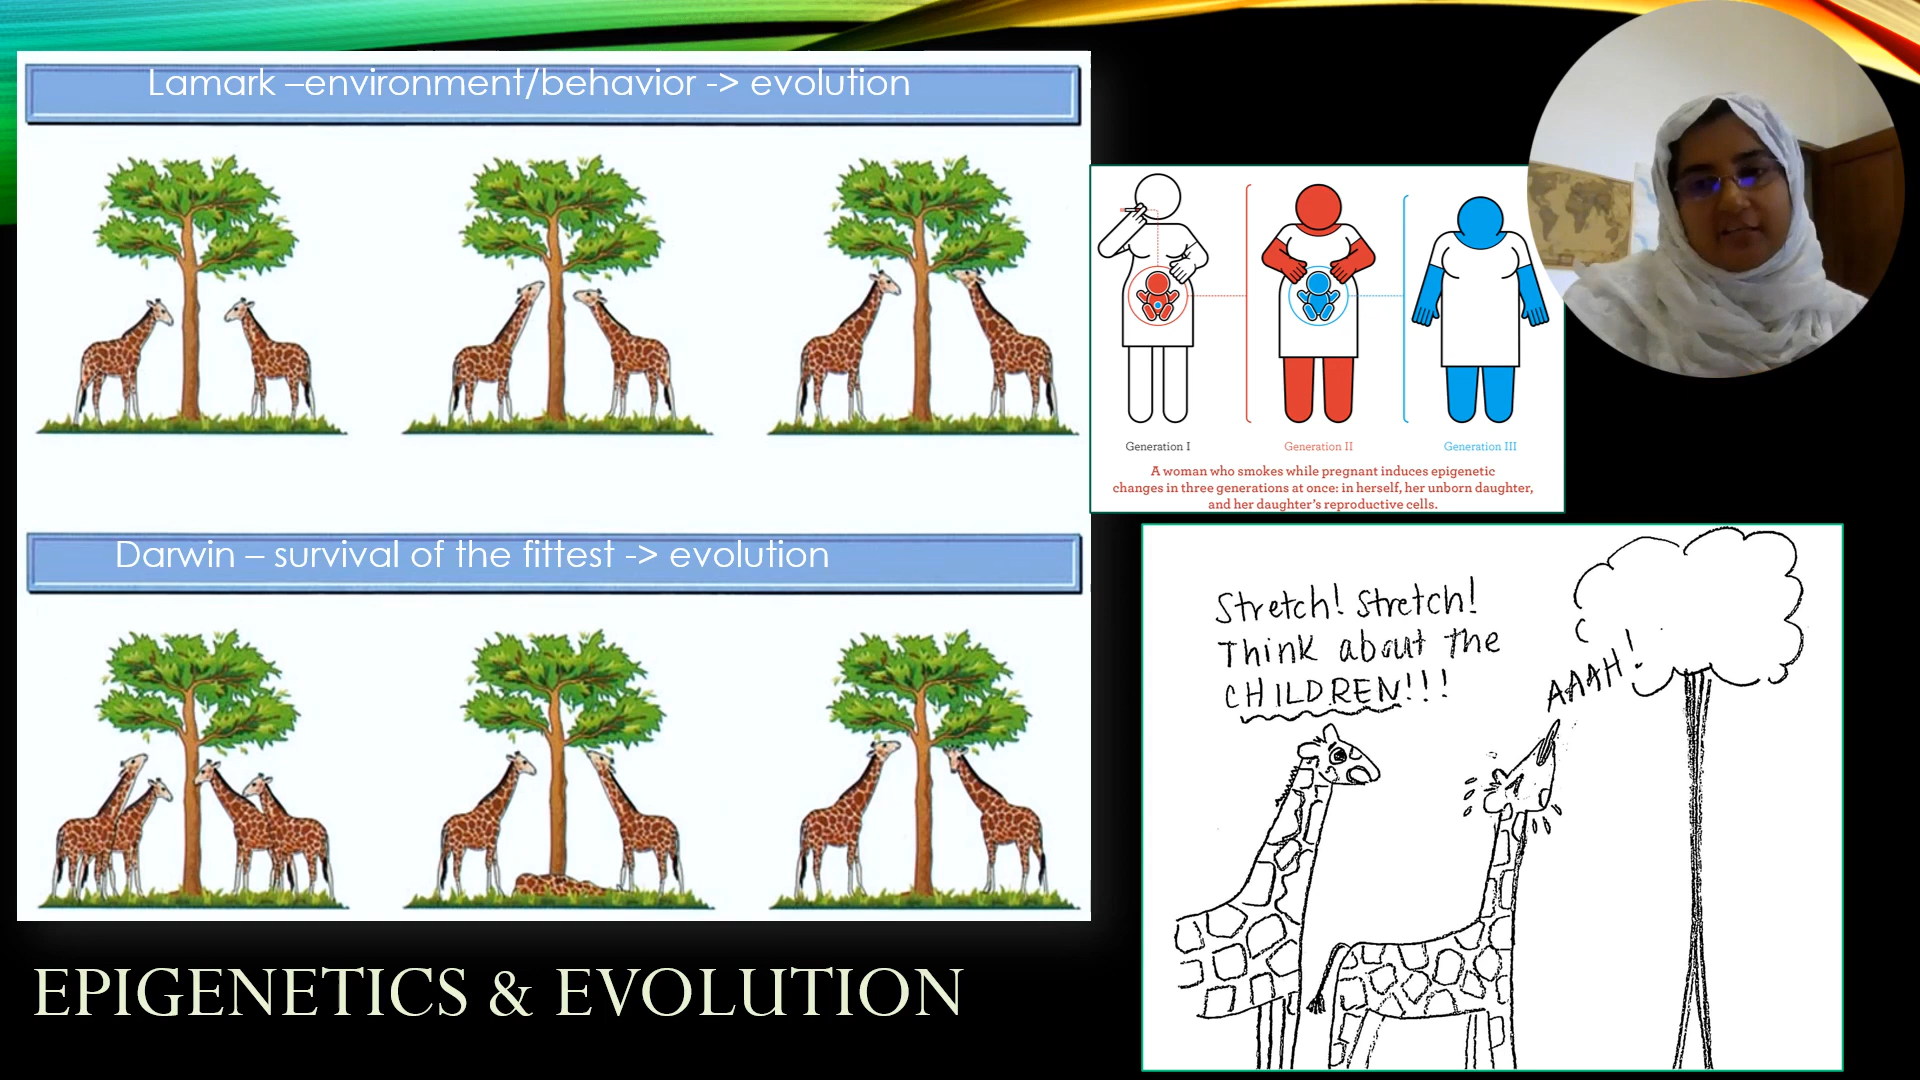 Lamark –environment/behavior -> evolution
Darwin – survival of the fittest -> evolution
EPIGENETICS & EVOLUTION
Generation I
Generation II
Generation III
A woman who smokes while pregnant induces epigenetic
changes in three generations at once: in herself, her unborn daughter,
and her daughter's reproductive cells.
Stretch! Stretch!
Think about the
CHILDREN!!!
AAAH!